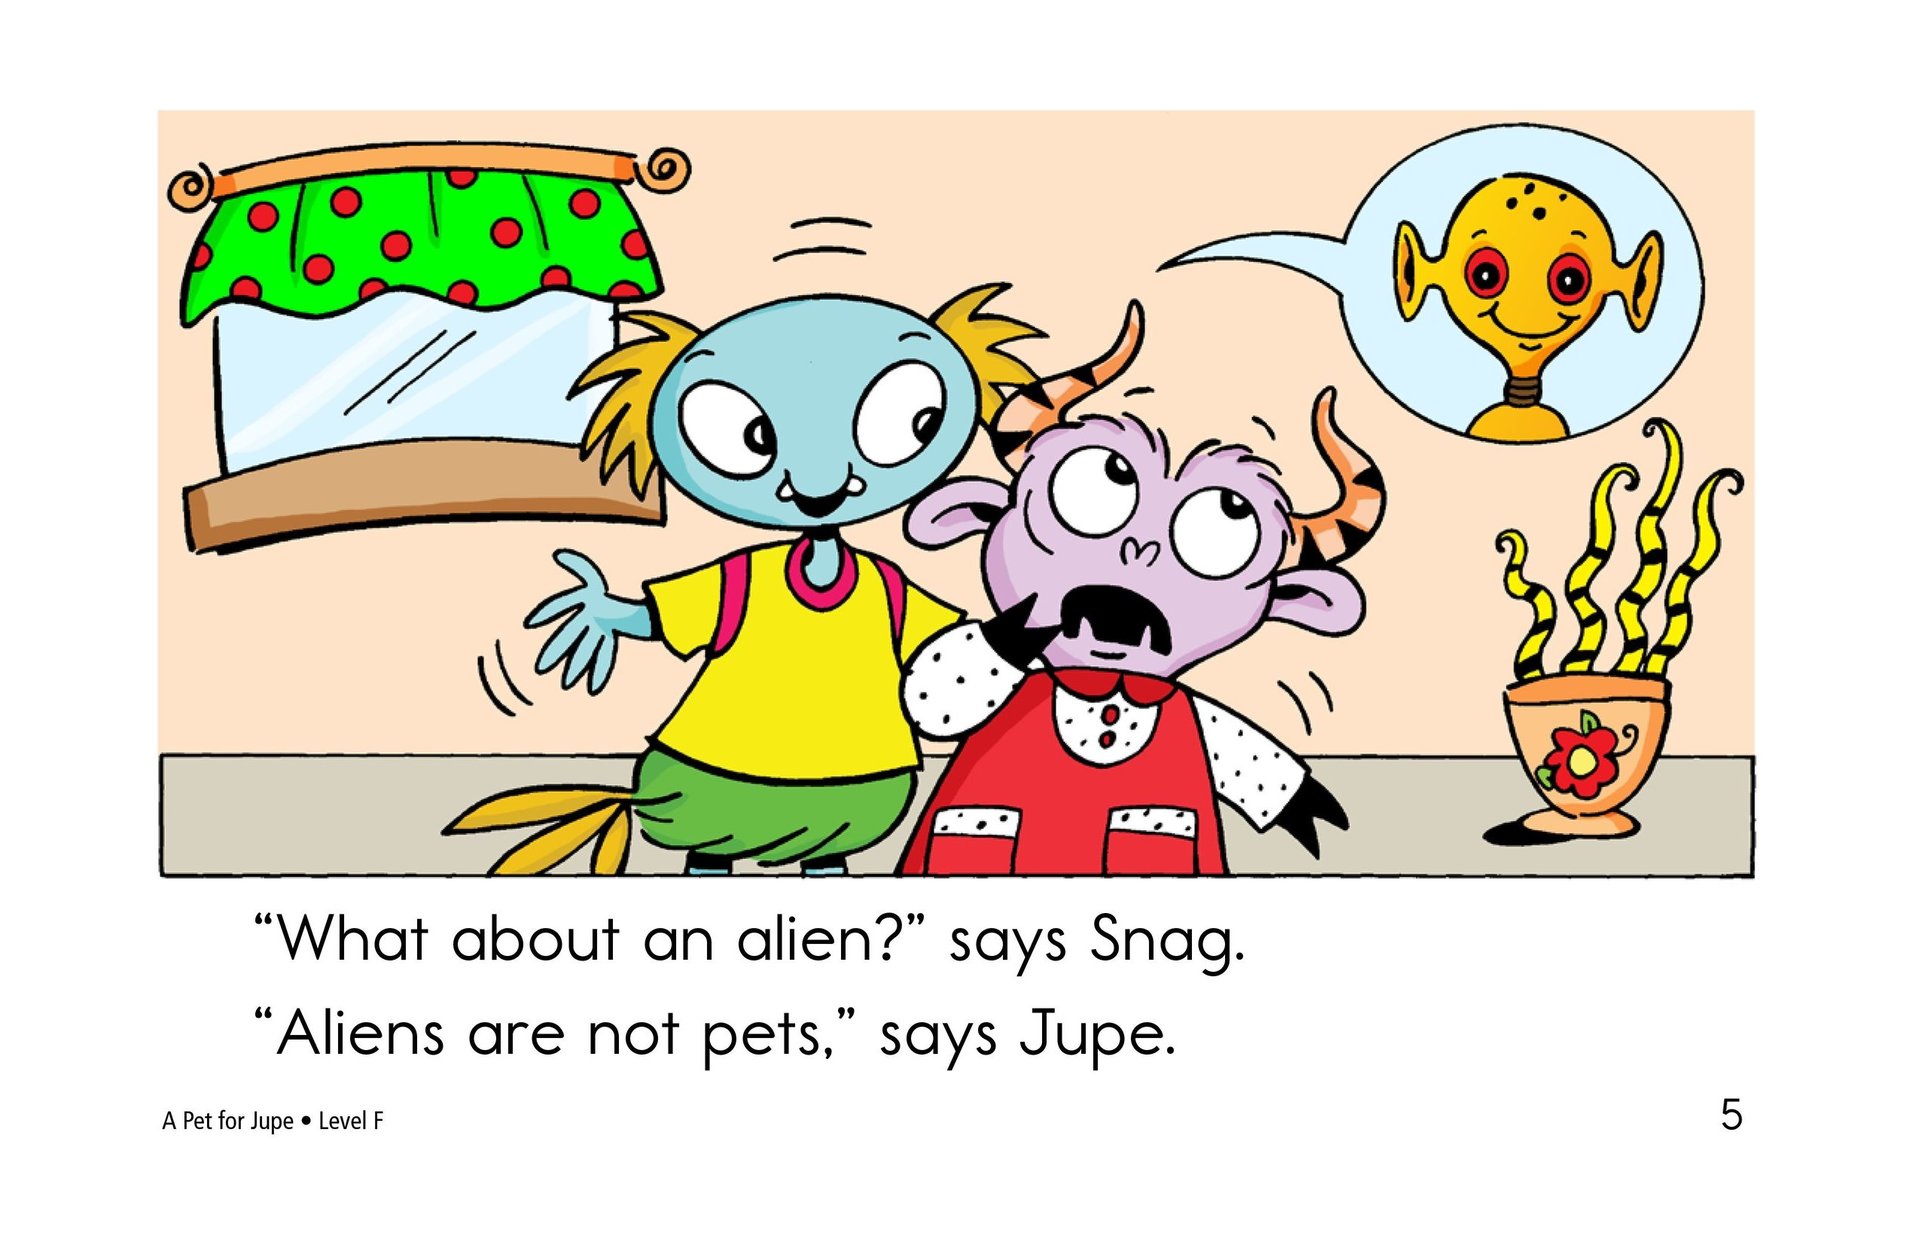 “What about an alien?” says Snag.
“Aliens are not pets,” says Jupe.
A Pet for Jupe • Level F
5